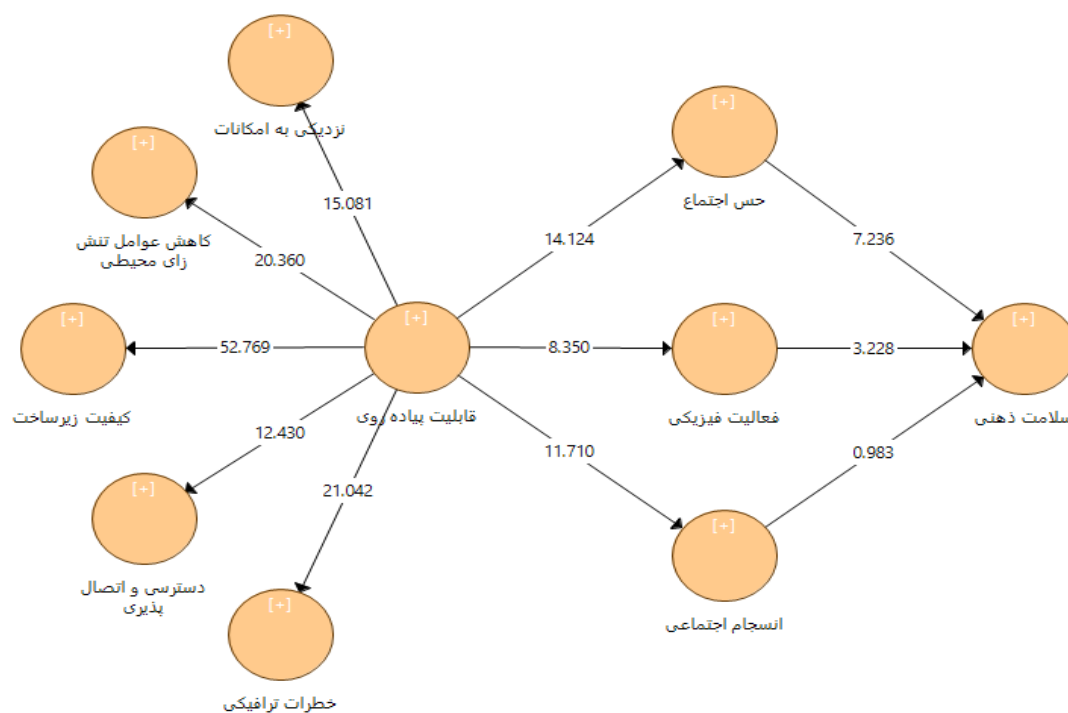 [+]
نزدیکی به امکانات
[+]
کاهش عوامل تنش
زای محیطی
[+]
کیفیت زیرساخت
[+]
دسترسی و اتصال
پذیری
[+]
خطرات ترافیکی
15.081
20.360
52.769
12.430
21.042
[+]
قابلیت پیاده روی
14.124
8.350
11.710
[+]
حس اجتماع
[+]
فعالیت فیزیکی
[+]
انسجام اجتماعی
7.236
3.228
0.983
[+]
سلامت ذهنی